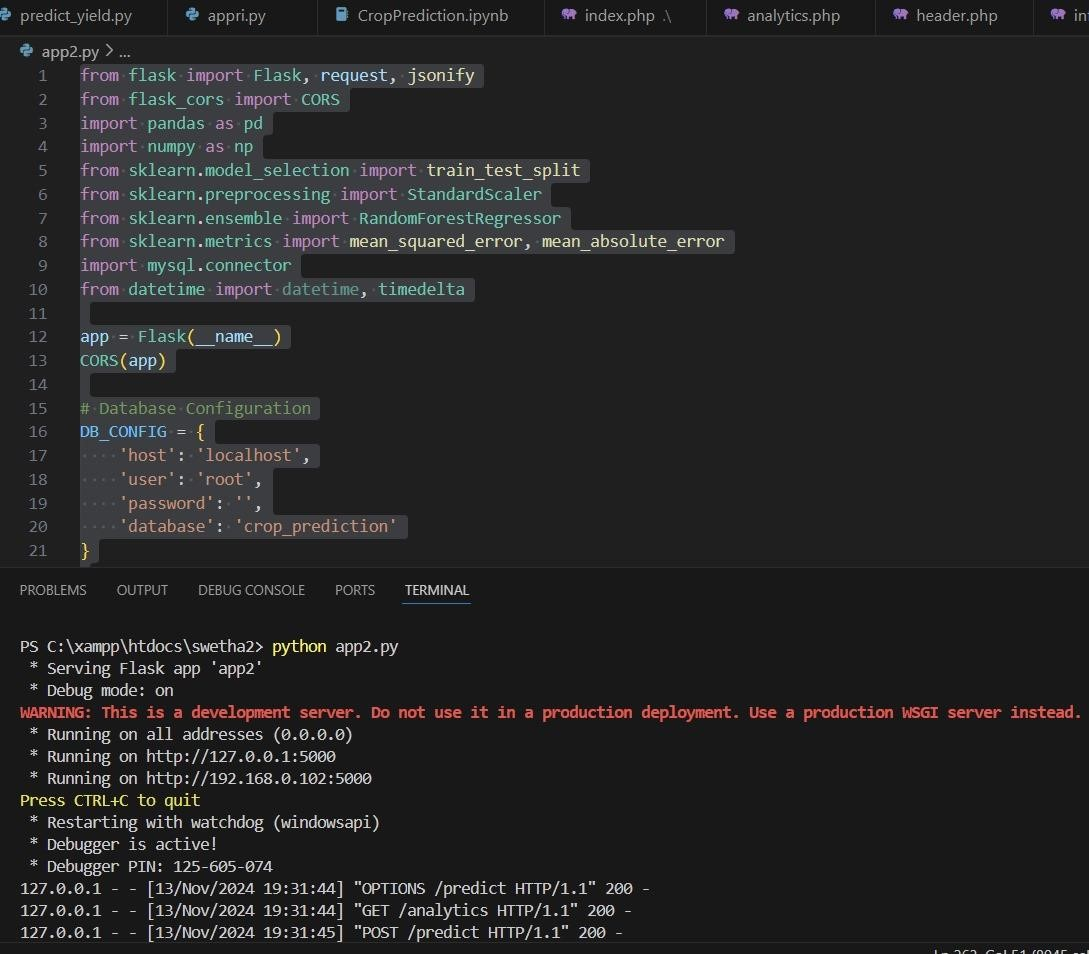 predict_yield.py appri.py CropPrediction.ipynb index.php .\ analytics.php header.php
app2.py > ...
1 from flask import Flask, request, jsonify
2 from flask_cors import CORS
3 import pandas as pd
4 import numpy as np
5 from sklearn.model_selection import train_test_split
6 from sklearn.preprocessing import StandardScaler
7 from sklearn.ensemble import RandomForestRegressor
8 from sklearn.metrics import mean_squared_error, mean_absolute_error
9 import mysql.connector
10 from datetime import datetime, timedelta
11
12 app = Flask(__name__)
13 CORS(app)
14
15 # Database Configuration
16 DB_CONFIG = {
17     'host': 'localhost',
18     'user': 'root',
19     'password': '',
20     'database': 'crop_prediction'
21 }
PROBLEMS OUTPUT DEBUG CONSOLE PORTS TERMINAL
PS C:\xampp\htdocs\swetha2> python app2.py
 * Serving Flask app 'app2'
 * Debug mode: on
WARNING: This is a development server. Do not use it in a production deployment. Use a production WSGI server instead.
 * Running on all addresses (0.0.0.0)
 * Running on http://127.0.0.1:5000
 * Running on http://192.168.0.102:5000
Press CTRL+C to quit
 * Restarting with watchdog (windowsapi)
 * Debugger is active!
 * Debugger PIN: 125-605-074
127.0.0.1 - - [13/Nov/2024 19:31:44] "OPTIONS /predict HTTP/1.1" 200 -
127.0.0.1 - - [13/Nov/2024 19:31:44] "GET /analytics HTTP/1.1" 200 -
127.0.0.1 - - [13/Nov/2024 19:31:45] "POST /predict HTTP/1.1" 200 -